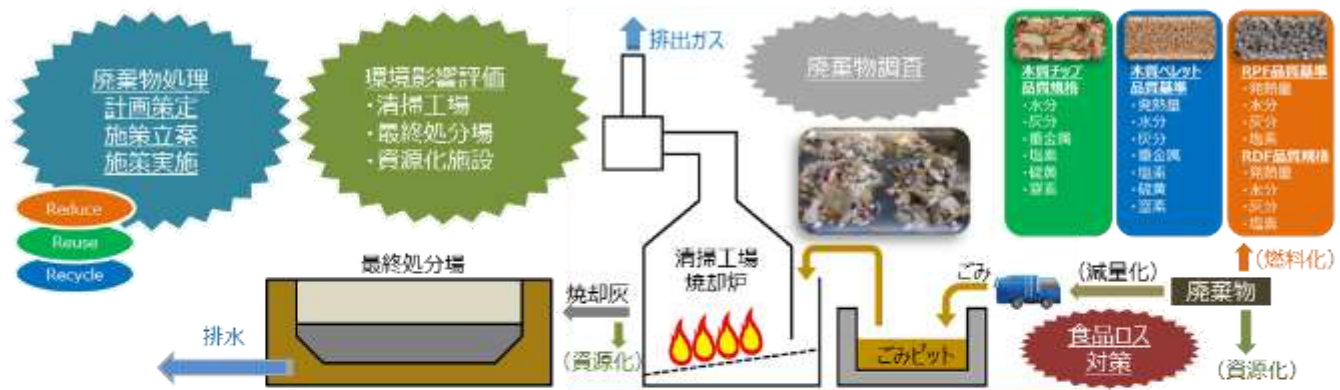 廃棄物処理
計画策定
施策立案
施策実施
Reduce
Reuse
Recycle
環境影響評価
・清掃工場
・最終処分場
・資源化施設
排出ガス
廃棄物調査
木質チップ
品質規格
・水分
・灰分
・重金属
・塩素
・硫黄
・窒素
木質ペレット
品質基準
・発熱量
・水分
・灰分
・重金属
・塩素
・硫黄
・窒素
RPF品質基準
・発熱量
・水分
・灰分
・塩素
RDF品質規格
・発熱量
・水分
・灰分
・塩素
最終処分場
排水
焼却灰
(資源化)
清掃工場
焼却炉
ごみピット
ごみ
(減量化)
廃棄物
(燃料化)
(資源化)
食品ロス
対策